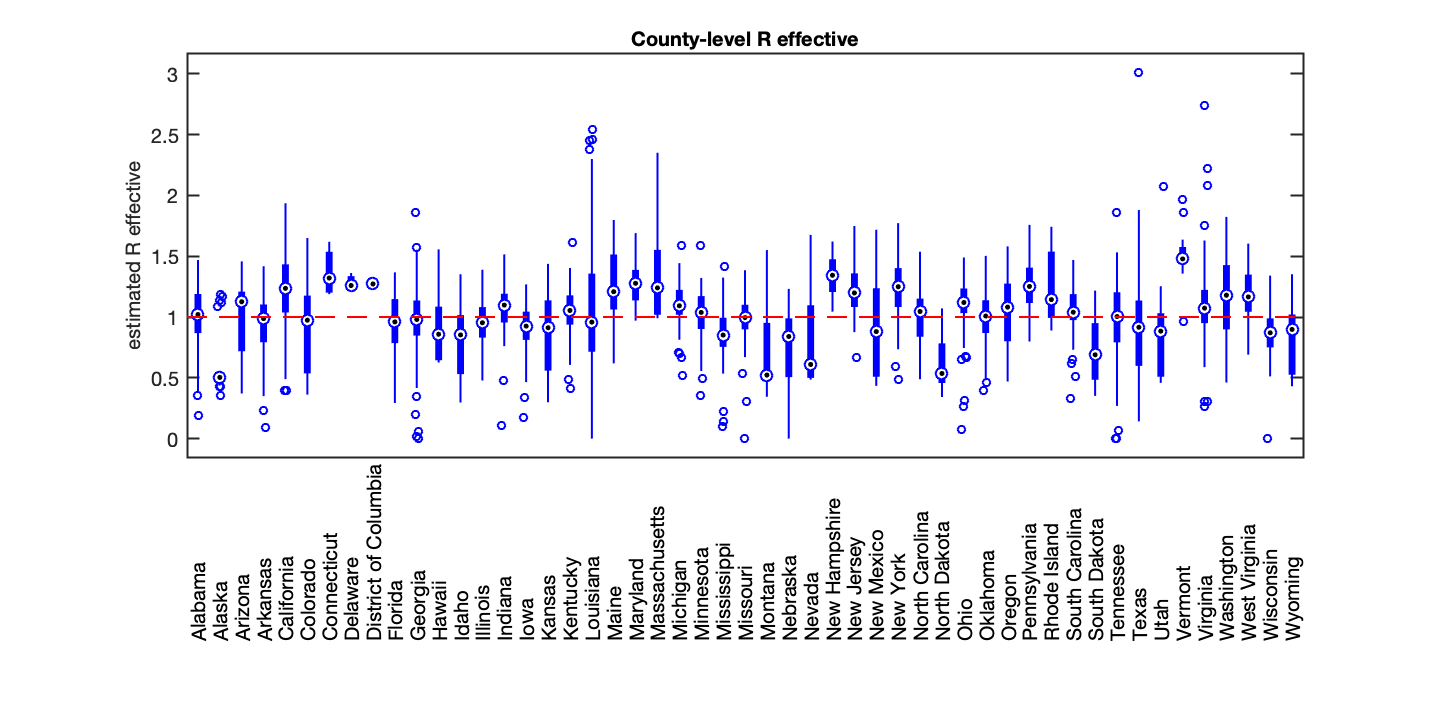 County-level R effective
estimated R effective
3
2.5
2
1.5
1
0.5
0
Alabama
Alaska
Arizona
Arkansas
California
Colorado
Connecticut
Delaware
District of Columbia
Florida
Georgia
Hawaii
Idaho
Illinois
Indiana
Iowa
Kansas
Kentucky
Louisiana
Maine
Maryland
Massachusetts
Michigan
Minnesota
Mississippi
Missouri
Montana
Nebraska
Nevada
New Hampshire
New Jersey
New Mexico
New York
North Carolina
North Dakota
Ohio
Oklahoma
Oregon
Pennsylvania
Rhode Island
South Carolina
South Dakota
Tennessee
Texas
Utah
Vermont
Virginia
Washington
West Virginia
Wisconsin
Wyoming